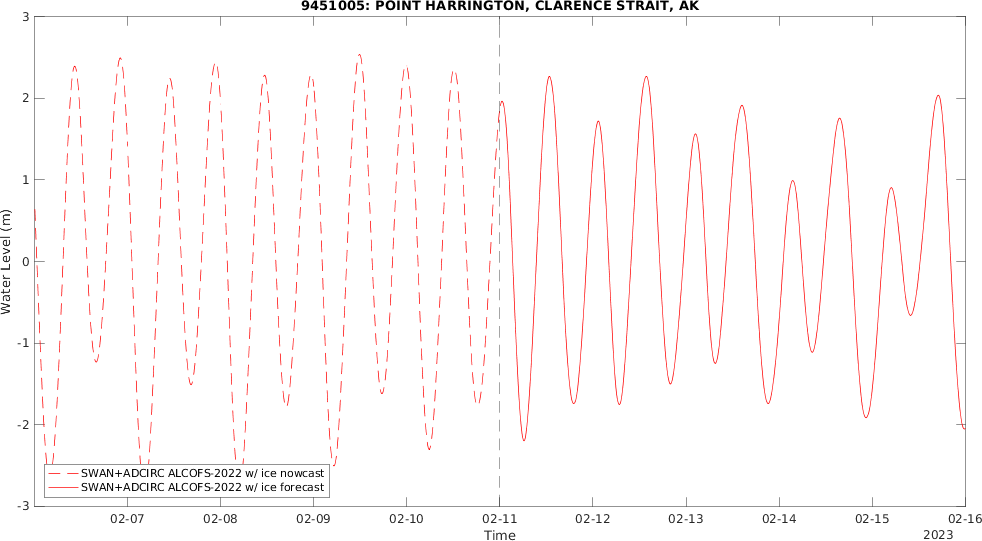 9451005: POINT HARRINGTON, CLARENCE STRAIT, AK
3
2
1
0
-1
-2
-3
Water Level (m)
SWAN+ADCIRC ALCOFS-2022 w/ ice nowcast
SWAN+ADCIRC ALCOFS-2022 w/ ice forecast
02-07 02-08 02-09 02-10 02-11 02-12 02-13 02-14 02-15 02-16
Time
2023